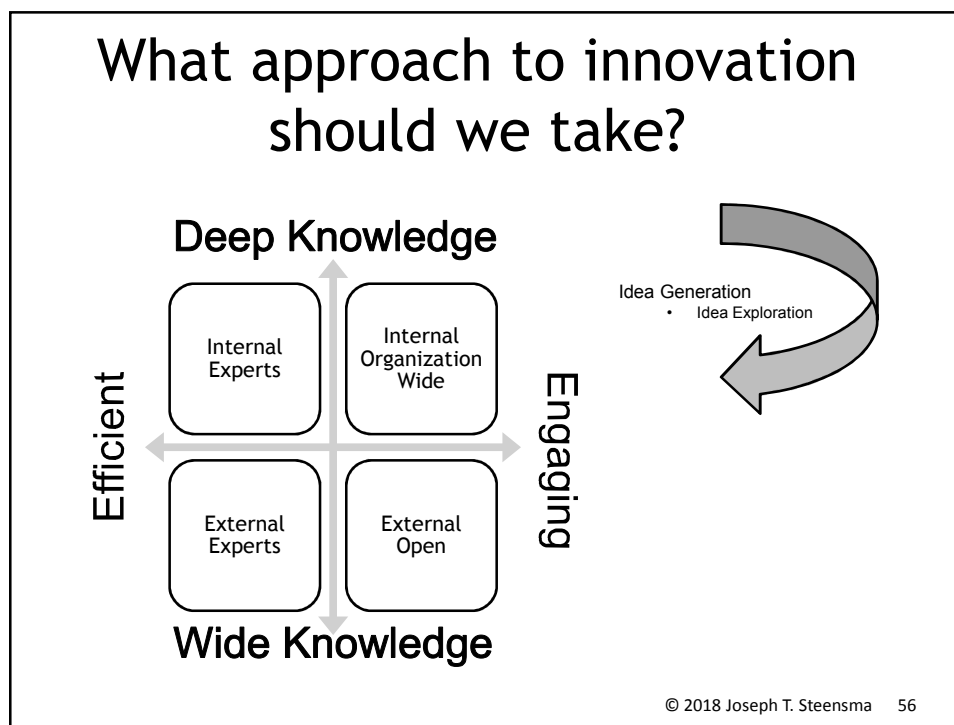 What approach to innovation
should we take?
Deep Knowledge
Idea Generation
• Idea Exploration
Internal
Experts
Internal
Organization
Wide
Efficient
Engaging
External
Experts
External
Open
Wide Knowledge
© 2018 Joseph T. Steensma 56